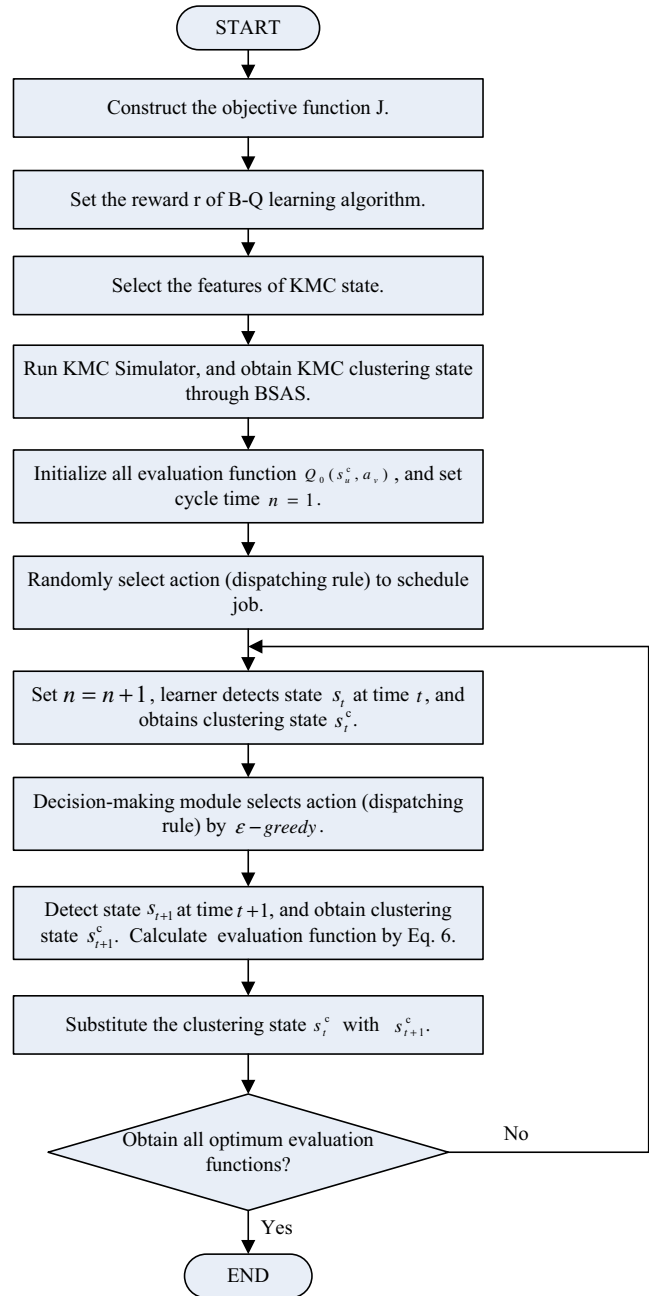 START
Construct the objective function J.
Set the reward r of B-Q learning algorithm.
Select the features of KMC state.
Run KMC Simulator, and obtain KMC clustering state
through BSAS.
Initialize all evaluation function Q₀(sᵤᶜ, aᵥ), and set
cycle time n = 1.
Randomly select action (dispatching rule) to schedule
job.
Set n = n+1, learner detects state sₜ at time t, and
obtains clustering state sₜᶜ.
Decision-making module selects action (dispatching
rule) by ε−greedy.
Detect state sₜ₊₁ at time t+1, and obtain clustering
state sₜ₊₁ᶜ. Calculate evaluation function by Eq. 6.
Substitute the clustering state sₜᶜ with sₜ₊₁ᶜ.
Obtain all optimum evaluation
functions?
No
Yes
END